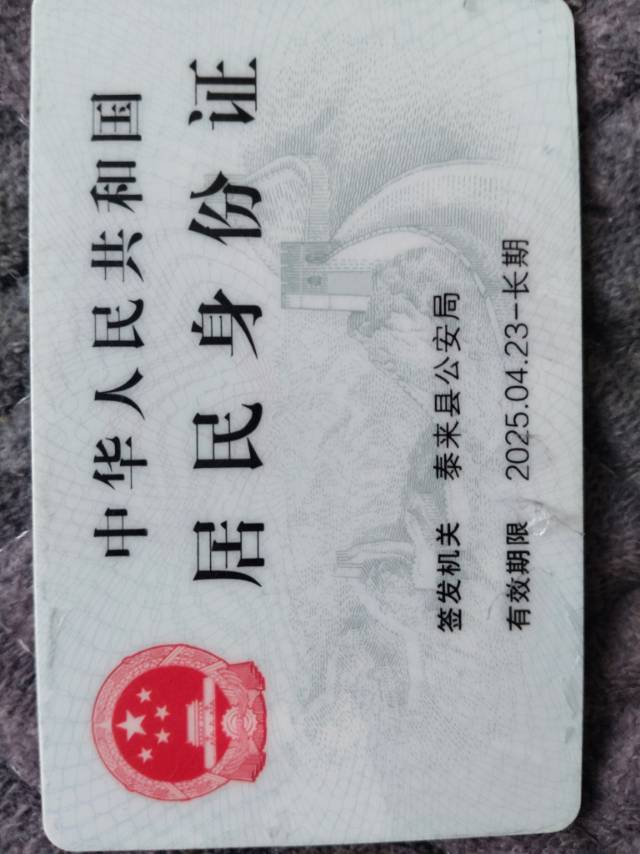 中华人民共和国
居民身份证
签发机关 泰来县公安局
有效期限 2025.04.23-长期